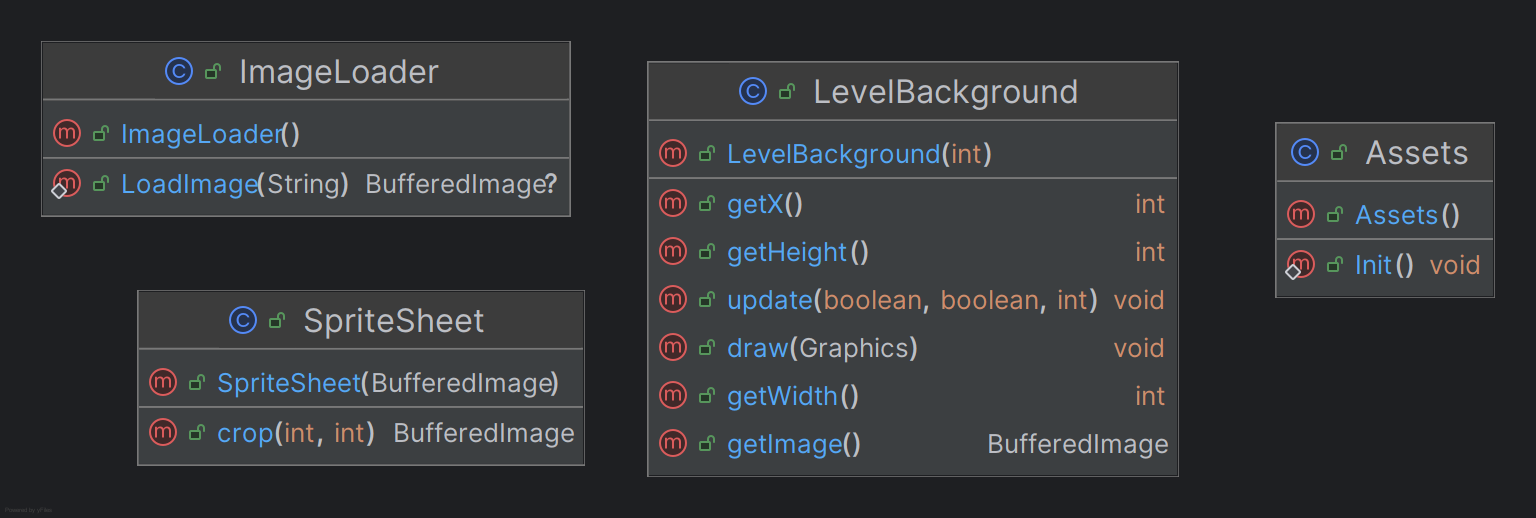 ImageLoader
ImageLoader()
LoadImage(String) BufferedImage?
SpriteSheet
SpriteSheet(BufferedImage)
crop(int, int) BufferedImage
LevelBackground
LevelBackground(int)
getX() int
getHeight() int
update(boolean, boolean, int) void
draw(Graphics) void
getWidth() int
getImage() BufferedImage
Assets
Assets()
Init() void
Powered by yFiles